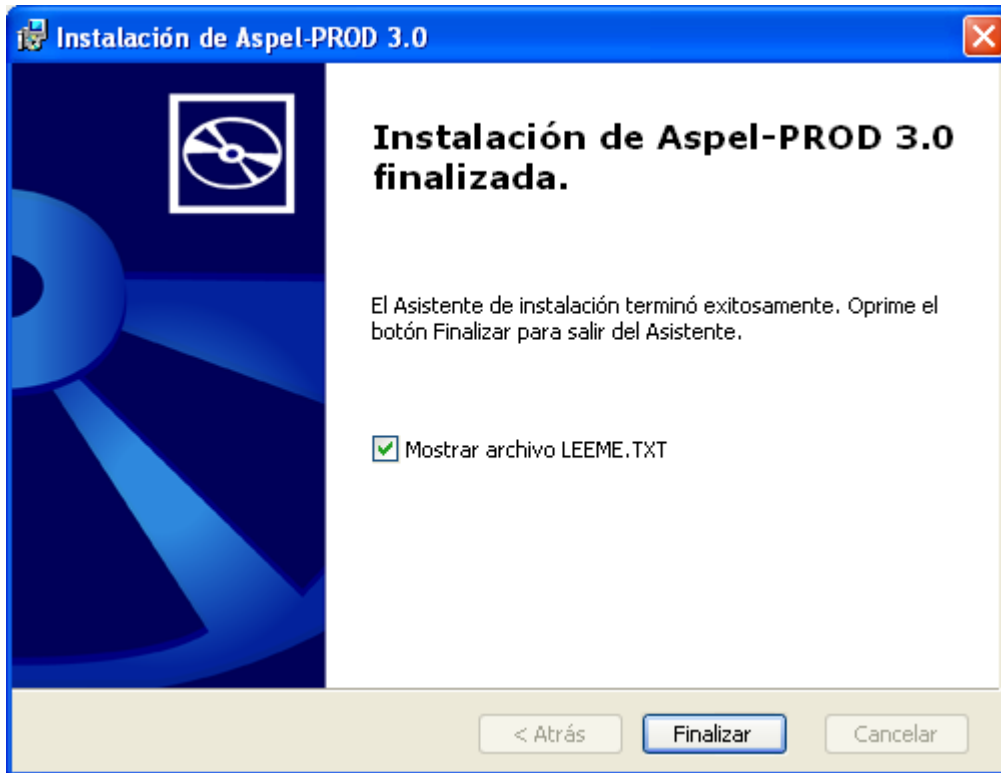 Instalación de Aspel-PROD 3.0
Instalación de Aspel-PROD 3.0
finalizada.
El Asistente de instalación terminó exitosamente. Oprime el
botón Finalizar para salir del Asistente.
Mostrar archivo LEEME.TXT
< Atrás
Finalizar
Cancelar